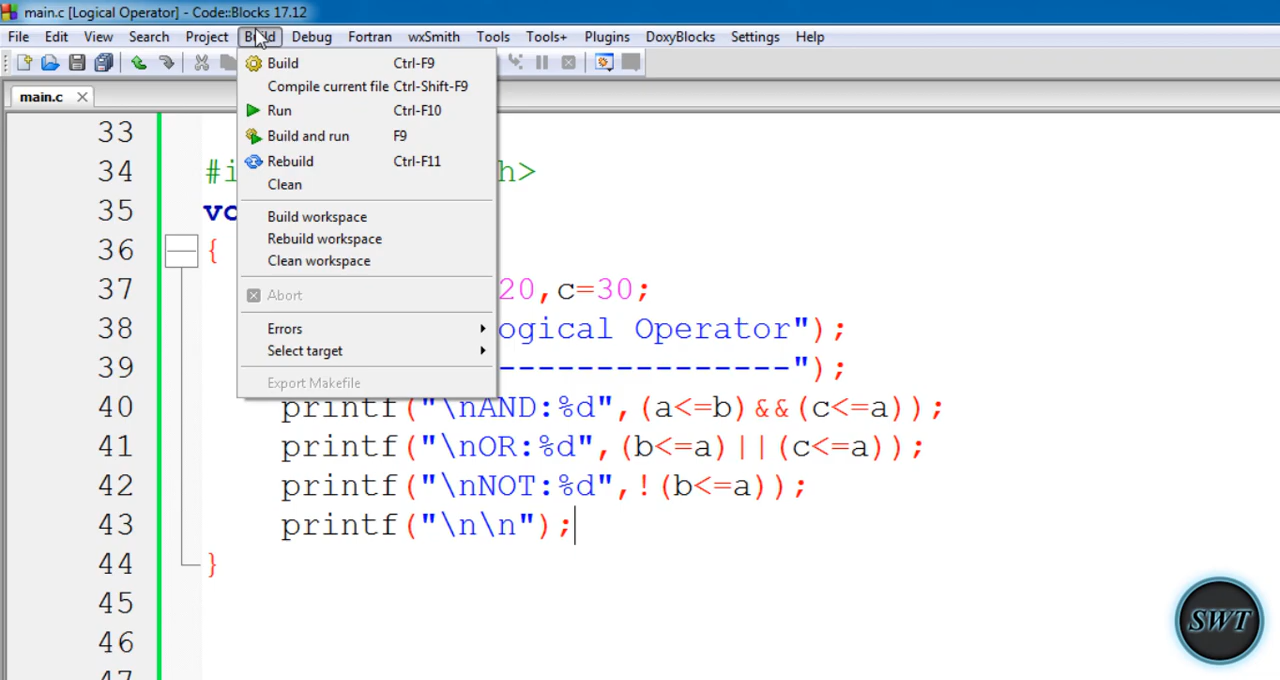 main.c [Logical Operator] - Code::Blocks 17.12
File Edit View Search Project Build Debug Fortran wxSmith Tools Tools+ Plugins DoxyBlocks Settings Help
main.c
Build Ctrl-F9
Compile current file Ctrl-Shift-F9
Run Ctrl-F10
Build and run F9
Rebuild Ctrl-F11
Clean
Build workspace
Rebuild workspace
Clean workspace
Abort
Errors
Select target
Export Makefile
33
34 #i h>
35 vo
36 {
37 20,c=30;
38 ogical Operator");
39 ---------------");
40 printf("\nAND:%d",(a<=b)&&(c<=a));
41 printf("\nOR:%d",(b<=a)||(c<=a));
42 printf("\nNOT:%d",!(b<=a));
43 printf("\n\n");
44 }
45
46
47
SWT